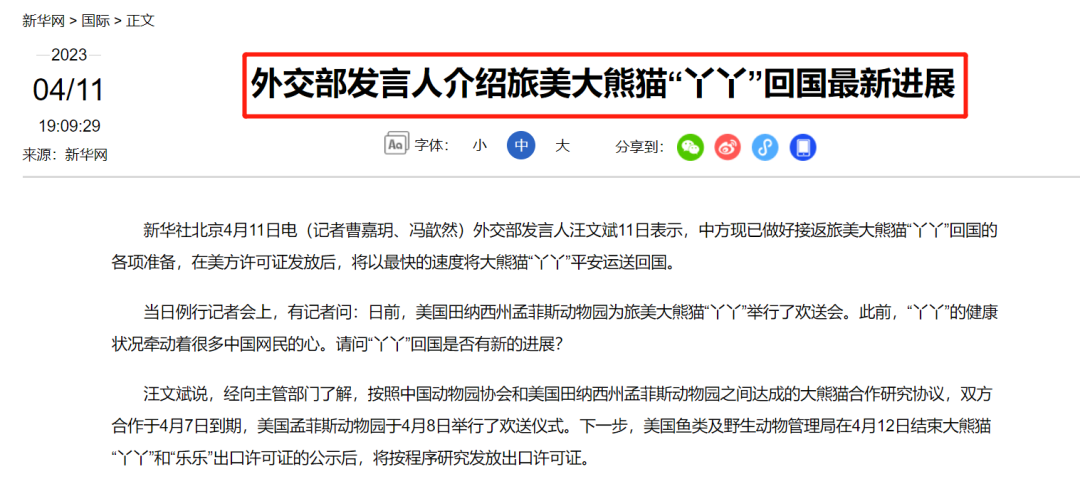 新华网 > 国际 > 正文
2023
04/11
19:09:29
来源：新华网
外交部发言人介绍旅美大熊猫“丫丫”回国最新进展
Aa 字体： 小 中 大 分享到：
新华社北京4月11日电（记者曹嘉玥、冯歆然）外交部发言人汪文斌11日表示，中方现已做好接返旅美大熊猫“丫丫”回国的
各项准备，在美方许可证发放后，将以最快的速度将大熊猫“丫丫”平安运送回国。
当日例行记者会上，有记者问：日前，美国田纳西州孟菲斯动物园为旅美大熊猫“丫丫”举行了欢送会。此前，“丫丫”的健康
状况牵动着很多中国网民的心。请问“丫丫”回国是否有新的进展？
汪文斌说，经向主管部门了解，按照中国动物园协会和美国田纳西州孟菲斯动物园之间达成的大熊猫合作研究协议，双方
合作于4月7日到期，美国孟菲斯动物园于4月8日举行了欢送仪式。下一步，美国鱼类及野生动物管理局在4月12日结束大熊猫
“丫丫”和“乐乐”出口许可证的公示后，将按程序研究发放出口许可证。